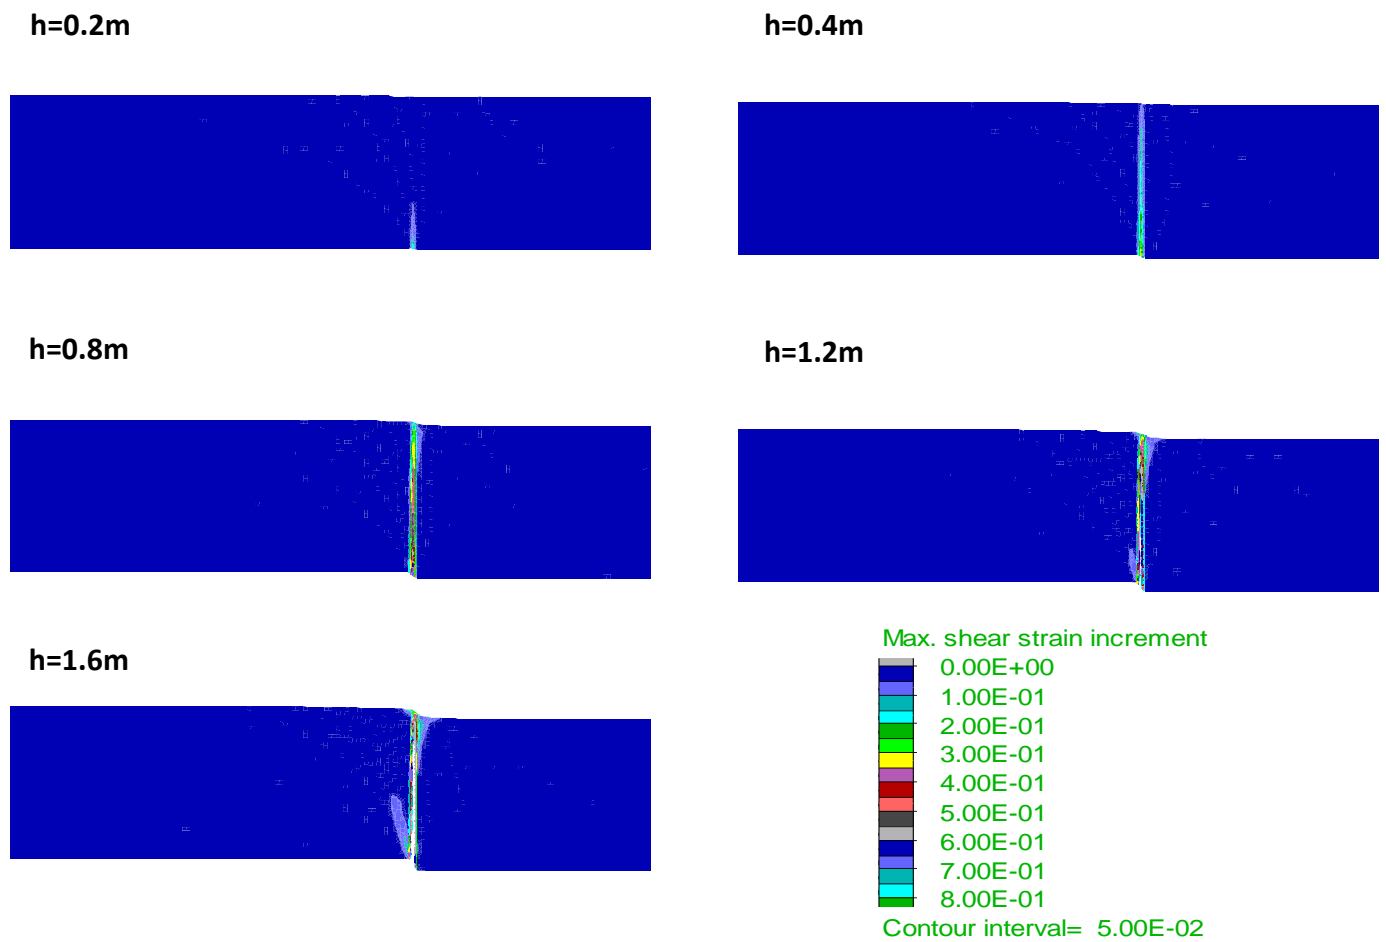 h=0.2m
h=0.4m
h=0.8m
h=1.2m
h=1.6m
Max. shear strain increment
0.00E+00
1.00E-01
2.00E-01
3.00E-01
4.00E-01
5.00E-01
6.00E-01
7.00E-01
8.00E-01
Contour interval= 5.00E-02